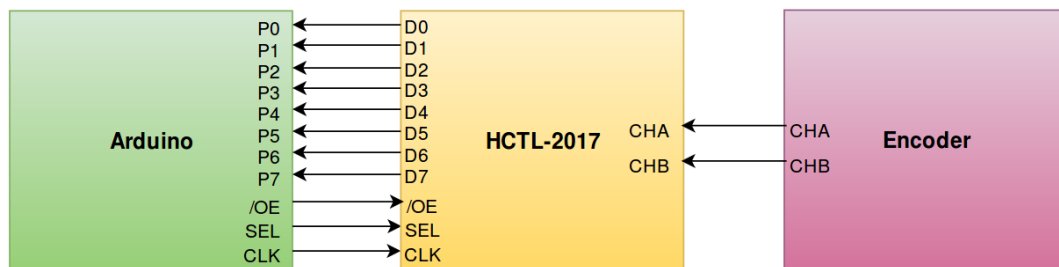 P0 D0
P1 D1
P2 D2
P3 D3
P4 D4
P5 D5
P6 D6
P7 D7
Arduino HCTL-2017 Encoder
CHA CHA
CHB CHB
/OE /OE
SEL SEL
CLK CLK